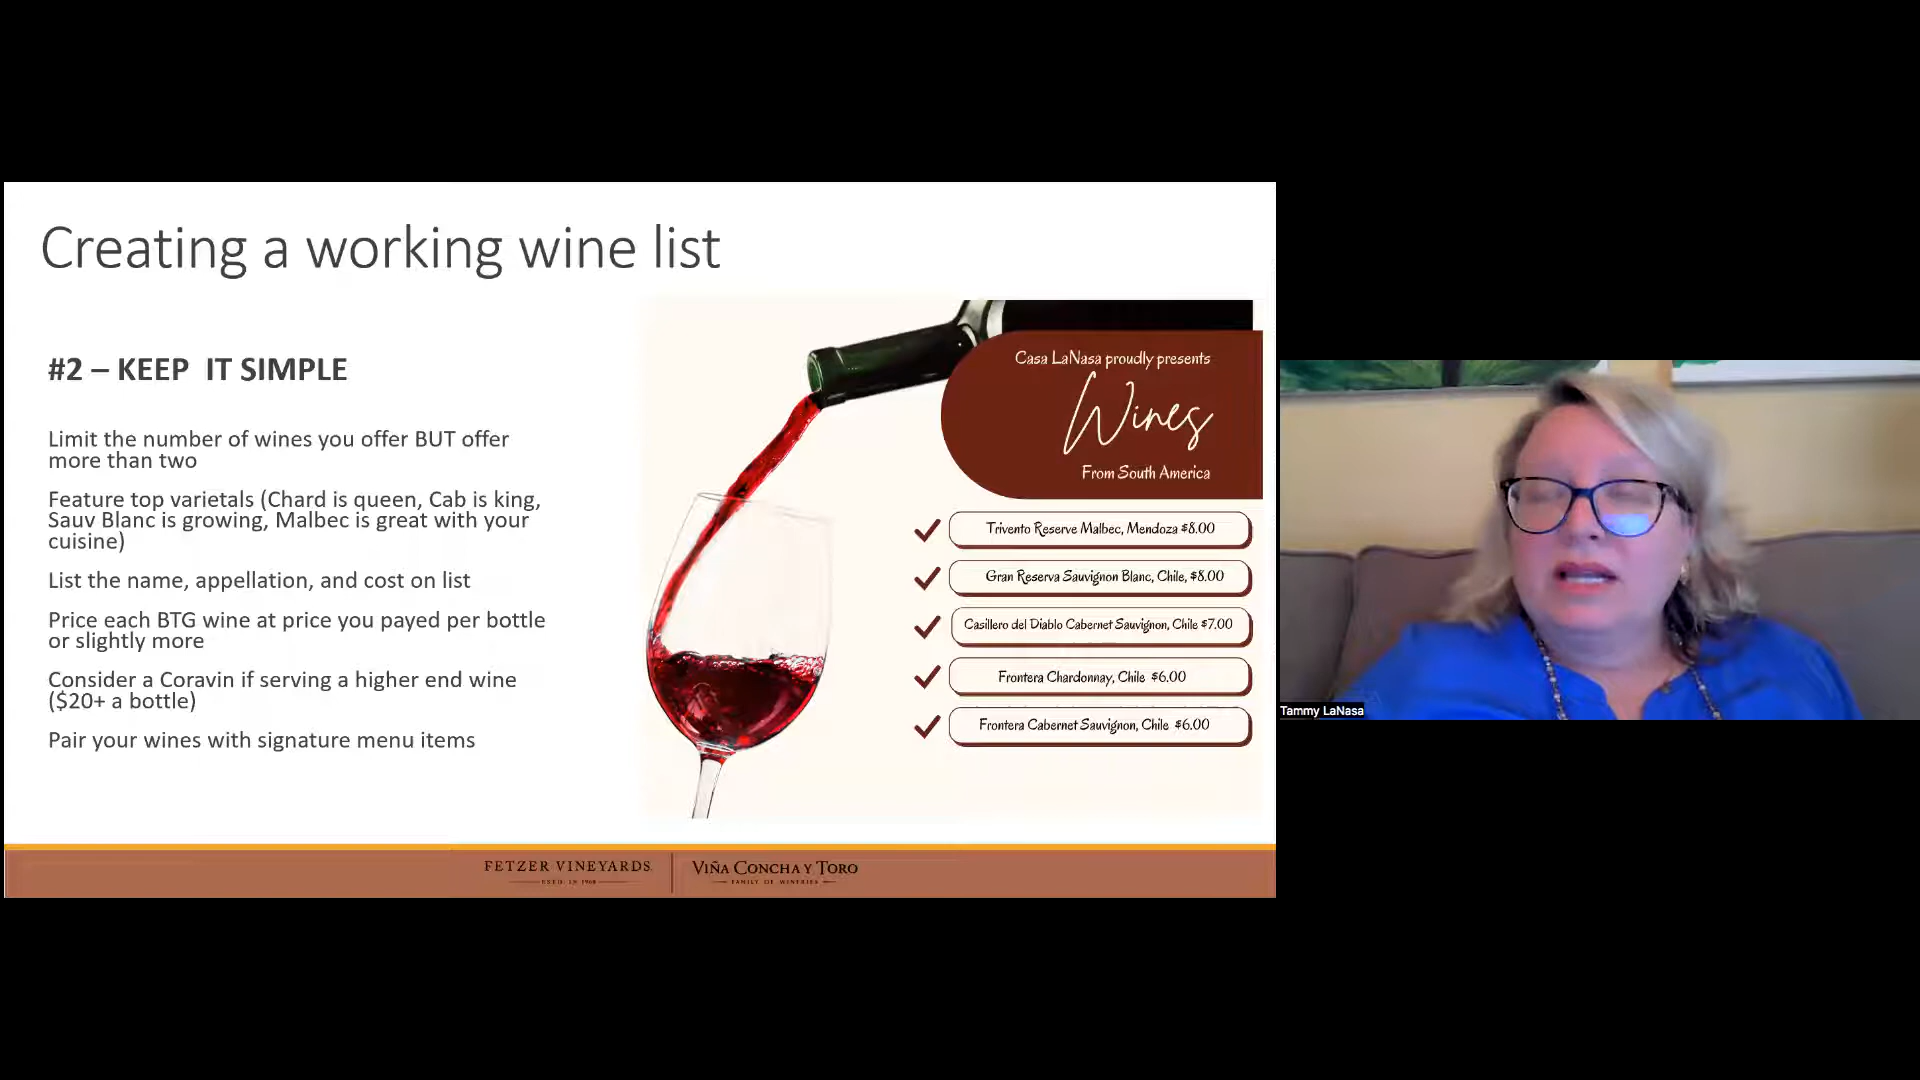 Creating a working wine list
#2 – KEEP IT SIMPLE
Limit the number of wines you offer BUT offer
more than two
Feature top varietals (Chard is queen, Cab is king,
Sauv Blanc is growing, Malbec is great with your
cuisine)
List the name, appellation, and cost on list
Price each BTG wine at price you payed per bottle
or slightly more
Consider a Coravin if serving a higher end wine
($20+ a bottle)
Pair your wines with signature menu items
Casa LaNasa proudly presents
Wines
From South America
Trivento Reserve Malbec, Mendoza $8.00
Gran Reserva Sauvignon Blanc, Chile, $8.00
Casillero del Diablo Cabernet Sauvignon, Chile $7.00
Frontera Chardonnay, Chile $6.00
Frontera Cabernet Sauvignon, Chile $6.00
FETZER VINEYARDS
ESTD. IN 1968
VIÑA CONCHA Y TORO
FAMILY OF WINERIES
Tammy LaNasa